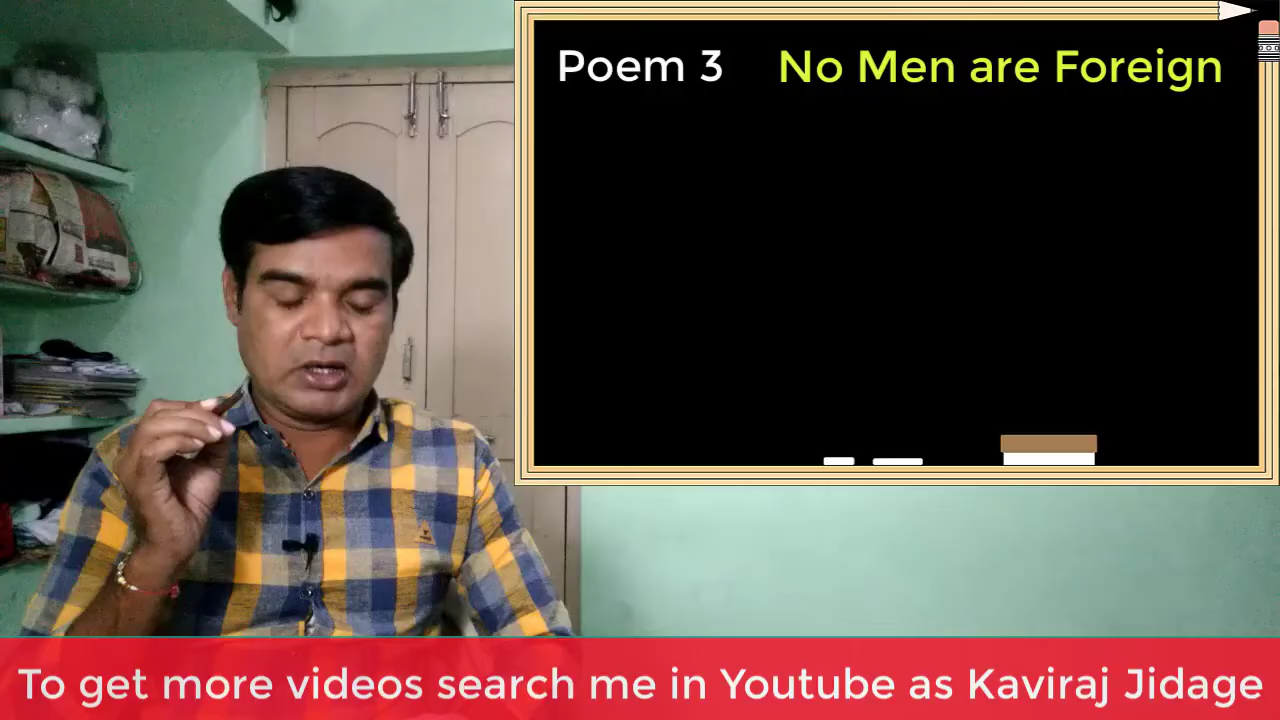 Poem 3 No Men are Foreign
To get more videos search me in Youtube as Kaviraj Jidage